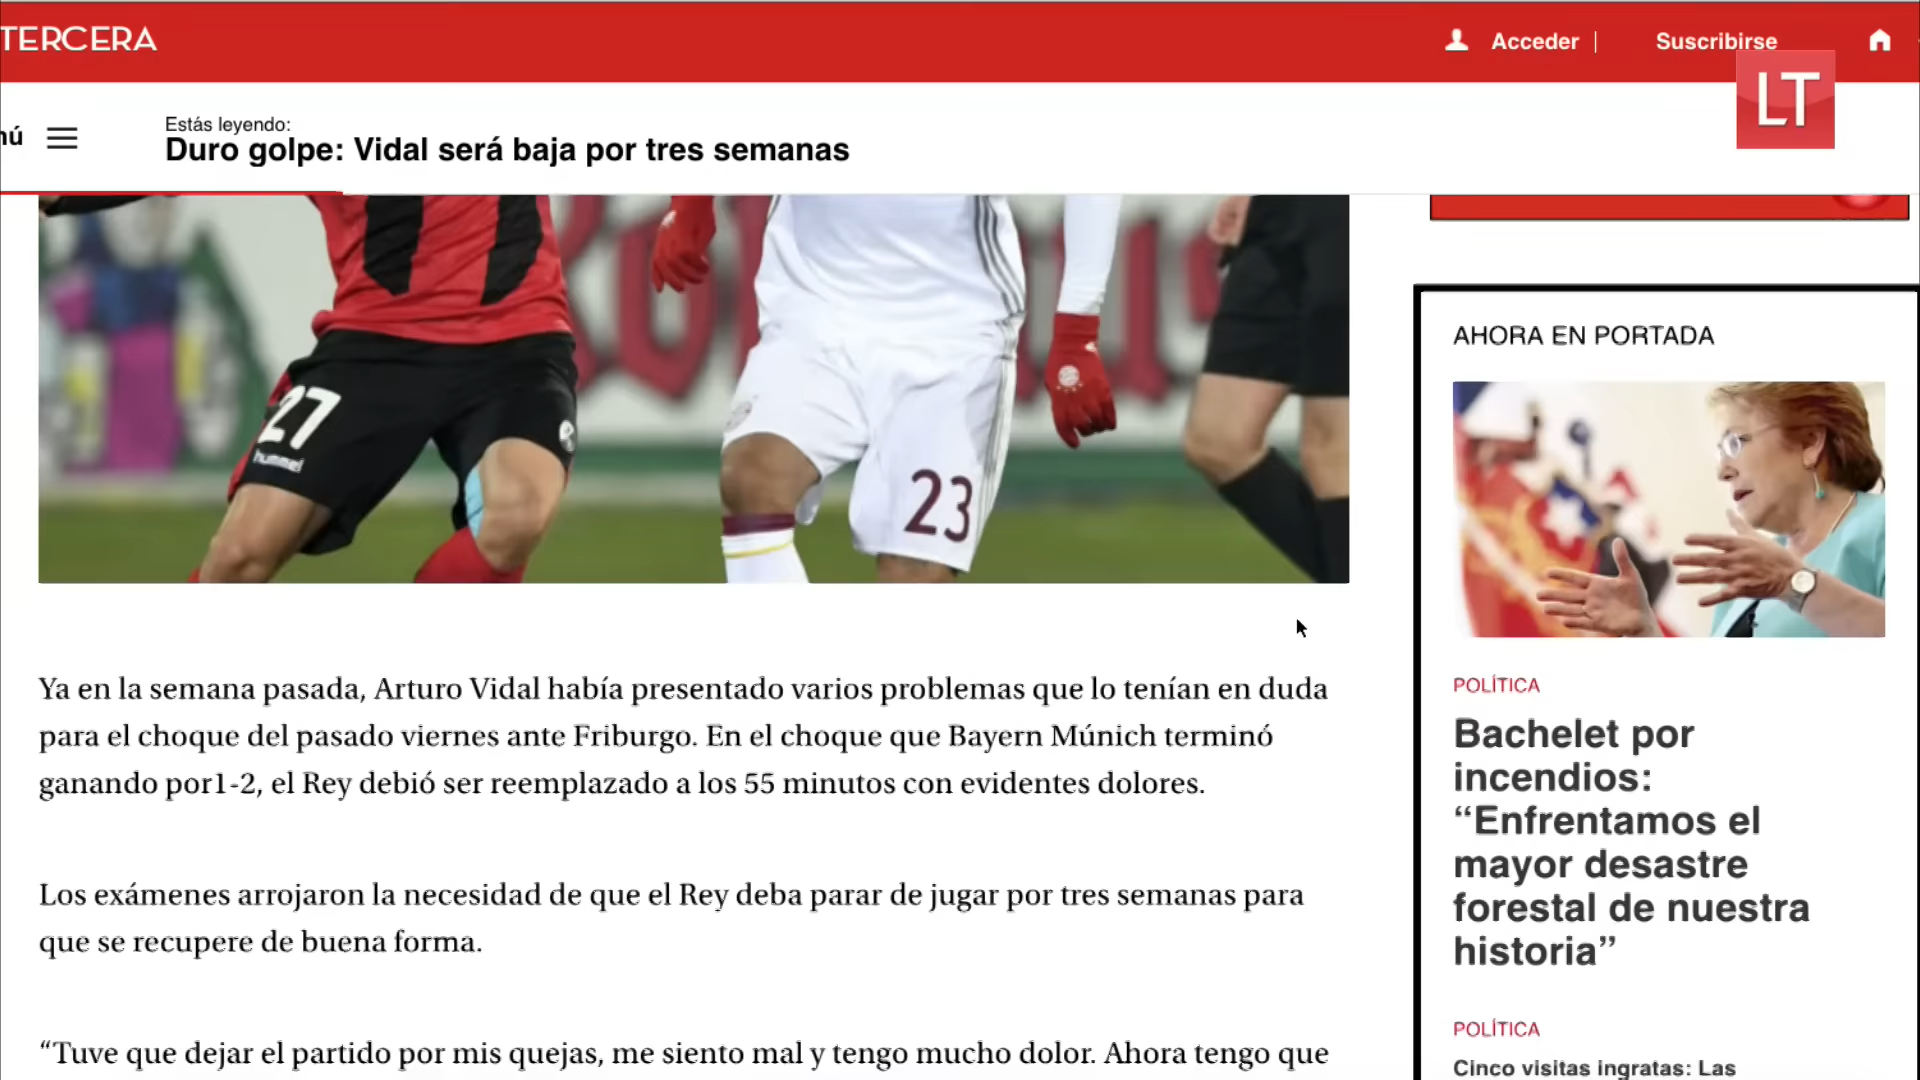 TERCERA
Acceder |
Suscribirse
LT
nú
Estás leyendo:
Duro golpe: Vidal será baja por tres semanas
27
hummel
23
Ya en la semana pasada, Arturo Vidal había presentado varios problemas que lo tenían en duda
para el choque del pasado viernes ante Friburgo. En el choque que Bayern Múnich terminó
ganando por1-2, el Rey debió ser reemplazado a los 55 minutos con evidentes dolores.
Los exámenes arrojaron la necesidad de que el Rey deba parar de jugar por tres semanas para
que se recupere de buena forma.
“Tuve que dejar el partido por mis quejas, me siento mal y tengo mucho dolor. Ahora tengo que
AHORA EN PORTADA
POLÍTICA
Bachelet por
incendios:
“Enfrentamos el
mayor desastre
forestal de nuestra
historia”
POLÍTICA
Cinco visitas ingratas: Las